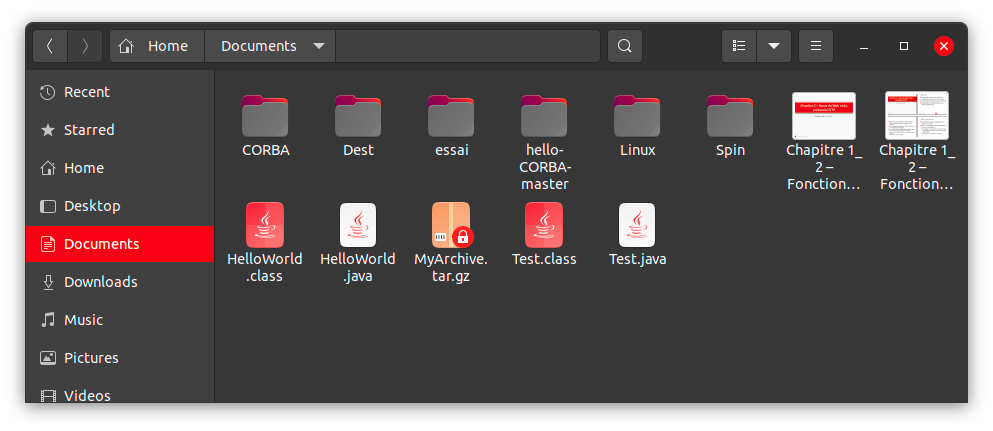 Home Documents
Recent
Starred
Home
Desktop
Documents
Downloads
Music
Pictures
Videos
CORBA Dest essai hello- Linux Spin Chapitre 1_ Chapitre 1_
CORBA- 2 – 2 –
master Fonction... Fonction...
HelloWorld HelloWorld MyArchive. Test.class Test.java
.class .java tar.gz